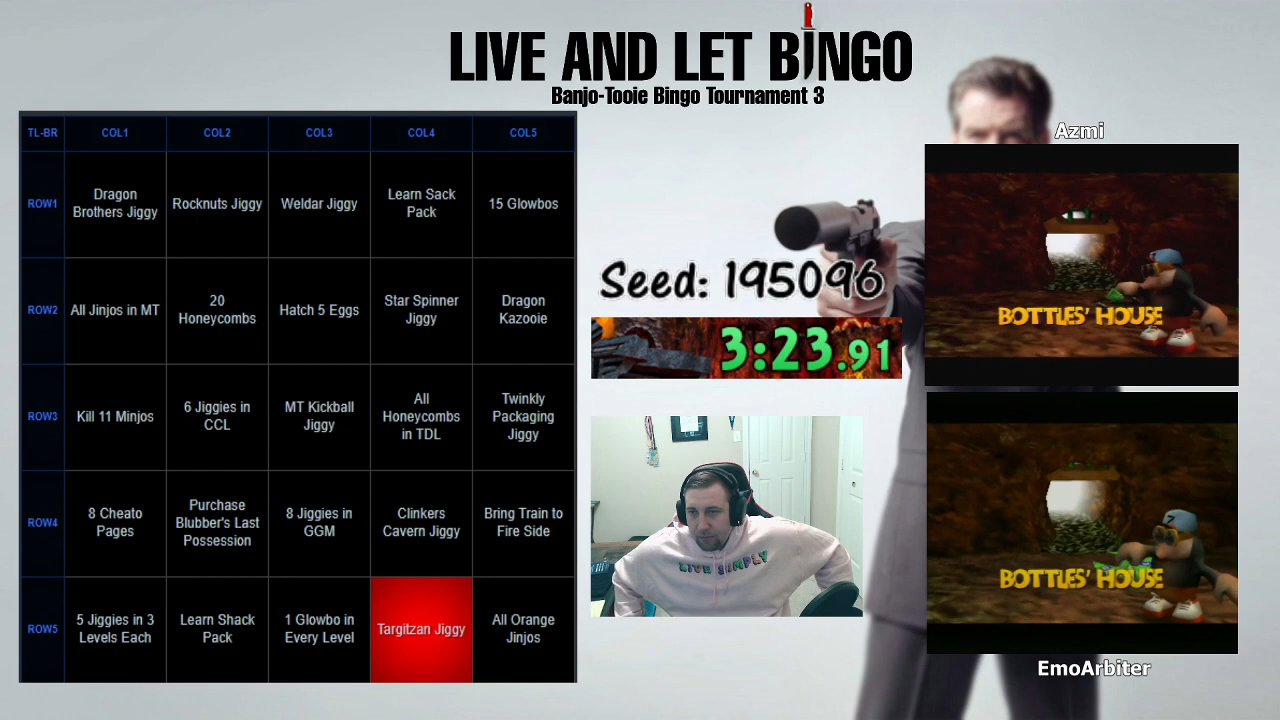 LIVE AND LET BINGO
Banjo-Tooie Bingo Tournament 3
TL-BR COL1 COL2 COL3 COL4 COL5
ROW1
Dragon
Brothers Jiggy
Rocknuts Jiggy
Weldar Jiggy
Learn Sack
Pack
15 Glowbos
ROW2
All Jinjos in MT
20
Honeycombs
Hatch 5 Eggs
Star Spinner
Jiggy
Dragon
Kazooie
ROW3
Kill 11 Minjos
6 Jiggies in
CCL
MT Kickball
Jiggy
All
Honeycombs
in TDL
Twinkly
Packaging
Jiggy
ROW4
8 Cheato
Pages
Purchase
Blubber's Last
Possession
8 Jiggies in
GGM
Clinkers
Cavern Jiggy
Bring Train to
Fire Side
ROW5
5 Jiggies in 3
Levels Each
Learn Shack
Pack
1 Glowbo in
Every Level
Targitzan Jiggy
All Orange
Jinjos
Seed: 195096
3:23.91
LIVE SIMPLY
Azmi
BOTTLES' HOUSE
7
BOTTLES' HOUSE
EmoArbiter